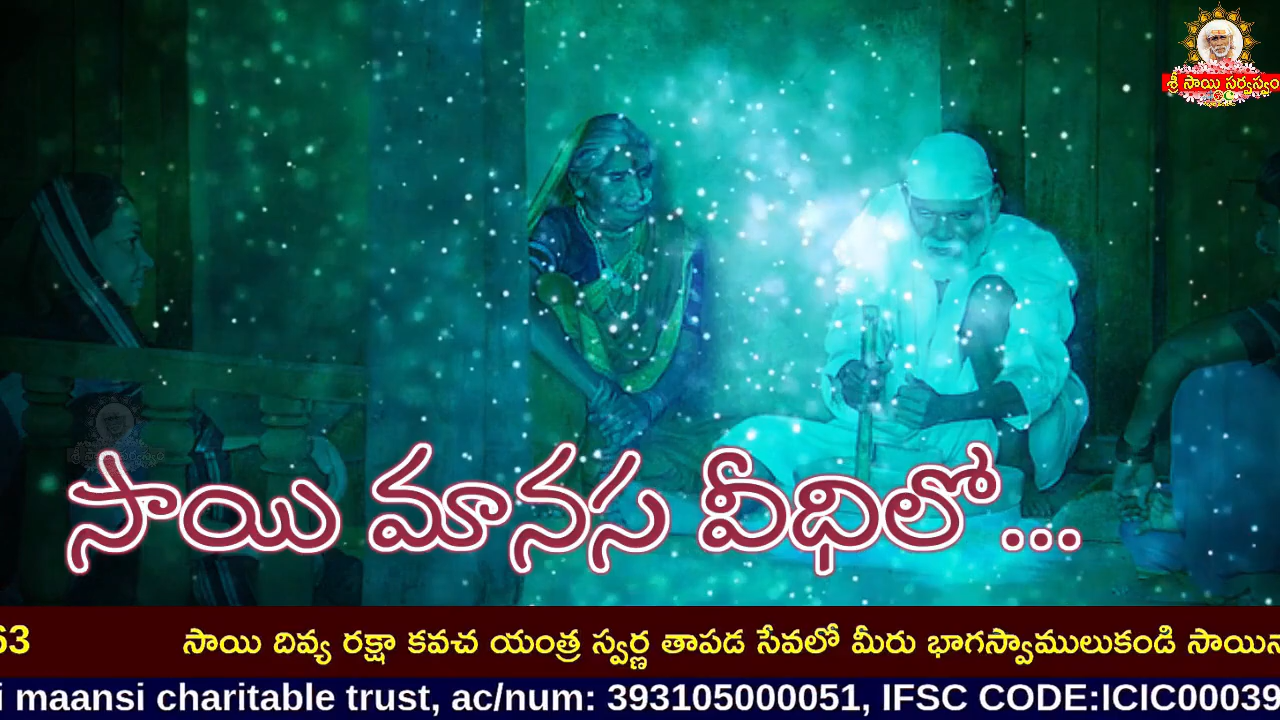 శ్రీ సాయి సర్వస్వం
సాయి మానస వీధిలో...
63 సాయి దివ్య రక్షా కవచ యంత్ర స్వర్ణ తాపడ సేవలో మీరు భాగస్వాములుకండి
i maansi charitable trust, ac/num: 393105000051, IFSC CODE:ICIC00039